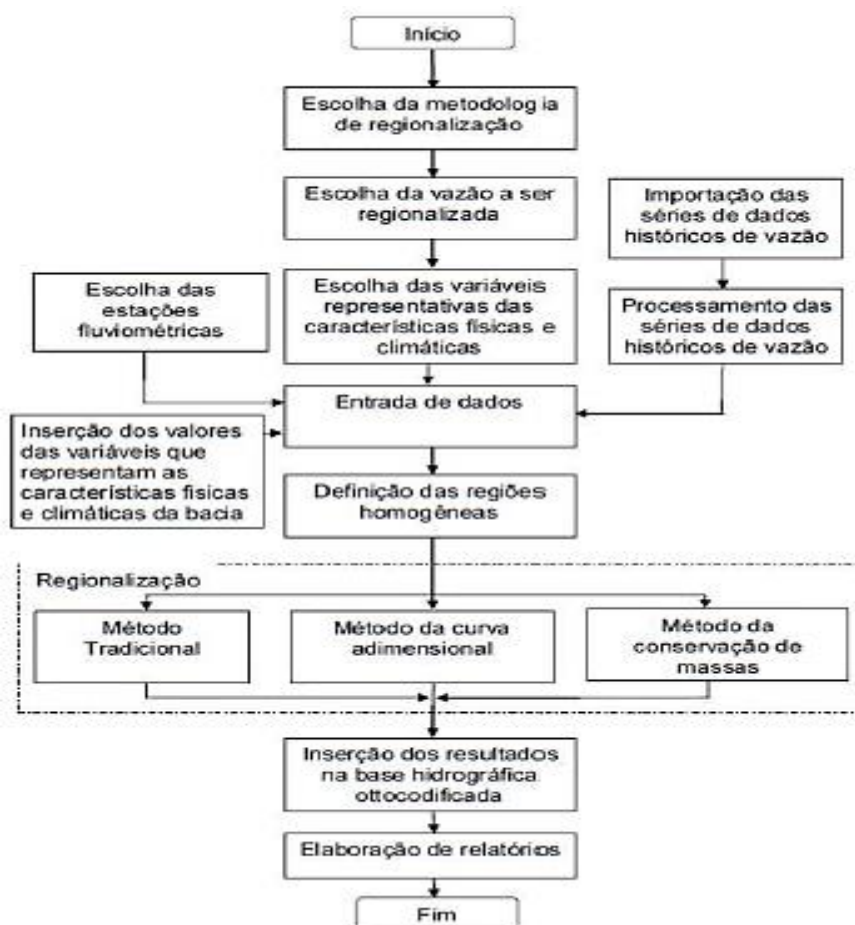 Início
Escolha da metodologia
de regionalização
Escolha da vazão a ser
regionalizada
Importação das
séries de dados
históricos de vazão
Escolha das
estações
fluviométricas
Escolha das variáveis
representativas das
características físicas e
climáticas
Processamento das
séries de dados
históricos de vazão
Entrada de dados
Inserção dos valores
das variáveis que
representam as
características físicas
e climáticas da bacia
Definição das regiões
homogêneas
Regionalização
Método
Tradicional
Método da curva
adimensional
Método da
conservação de
massas
Inserção dos resultados
na base hidrográfica
ottocodificada
Elaboração de relatórios
Fim